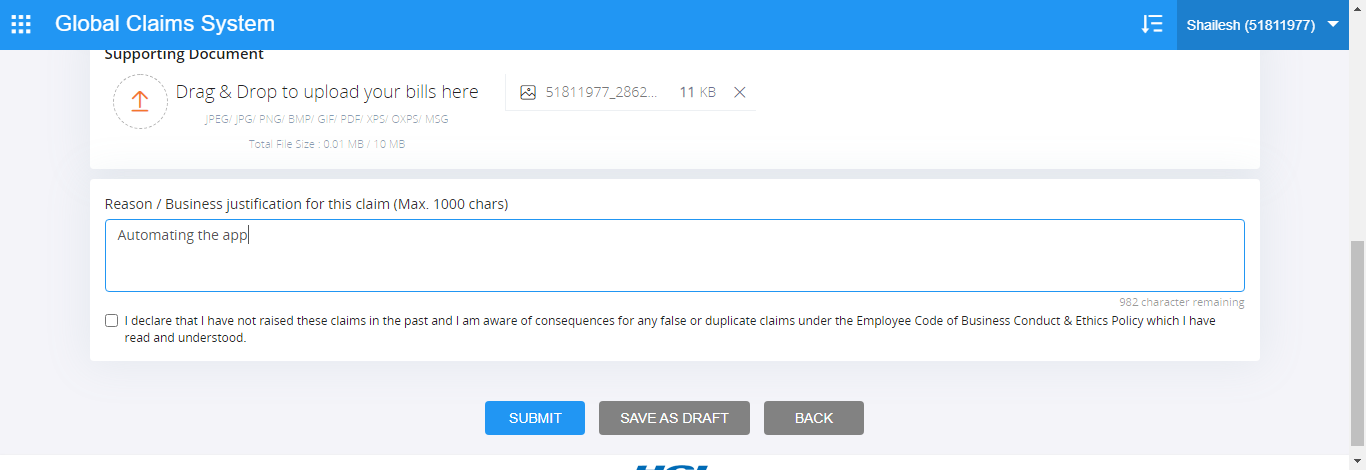 Global Claims System
Shailesh (51811977)
Supporting Document
Drag & Drop to upload your bills here
51811977_2862...
11 KB
JPEG/ JPG/ PNG/ BMP/ GIF/ PDF/ XPS/ OXPS/ MSG
Total File Size : 0.01 MB / 10 MB
Reason / Business justification for this claim (Max. 1000 chars)
Automating the app
982 character remaining
I declare that I have not raised these claims in the past and I am aware of consequences for any false or duplicate claims under the Employee Code of Business Conduct & Ethics Policy which I have
read and understood.
SUBMIT
SAVE AS DRAFT
BACK